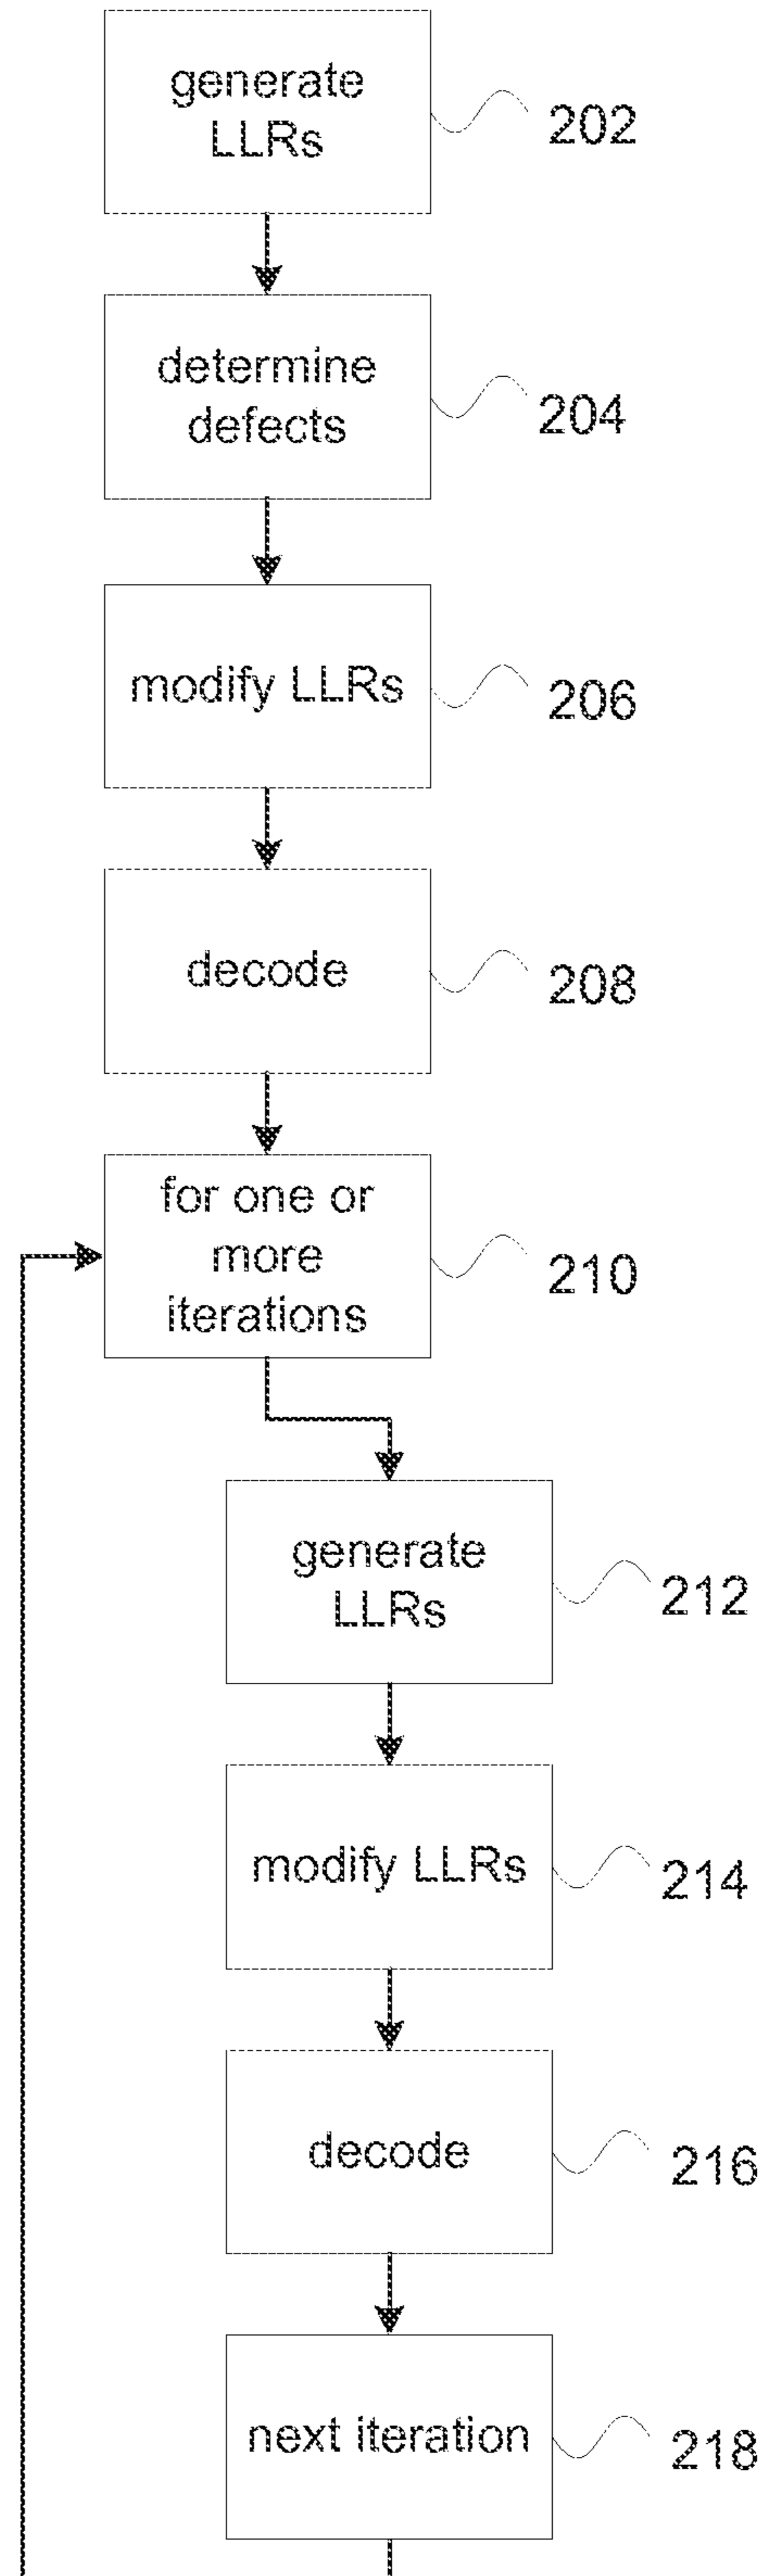 generate
LLRs
202
determine
defects
204
modify LLRs
206
decode
208
for one or
more
iterations
210
generate
LLRs
212
modify LLRs
214
decode
216
next iteration
218